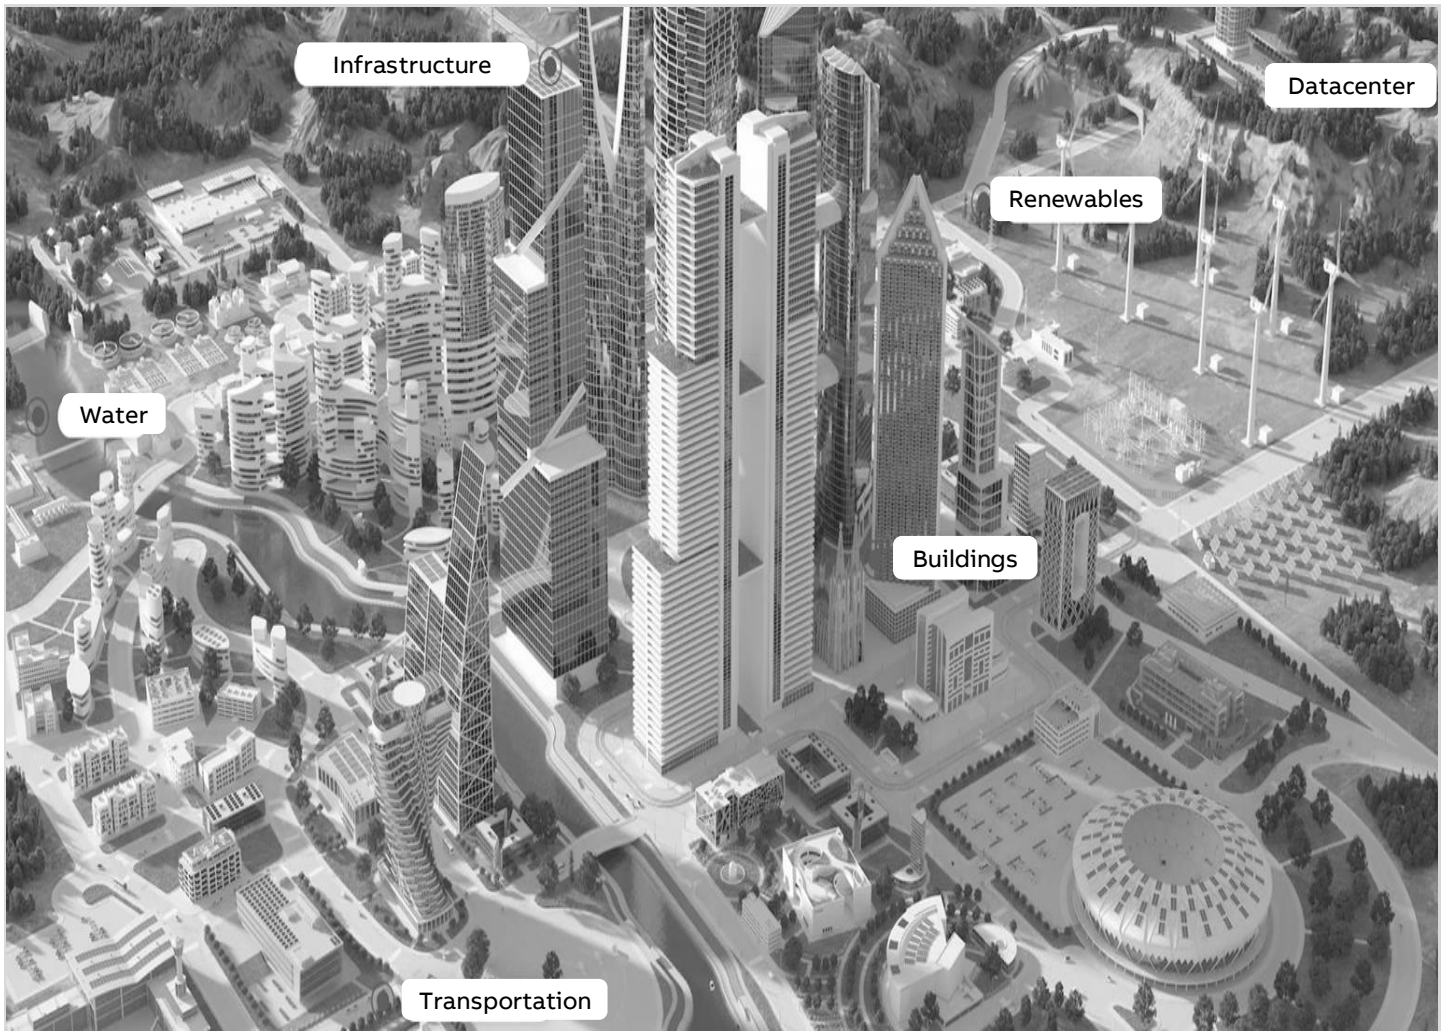 Infrastructure
Datacenter
Renewables
Water
Buildings
Transportation